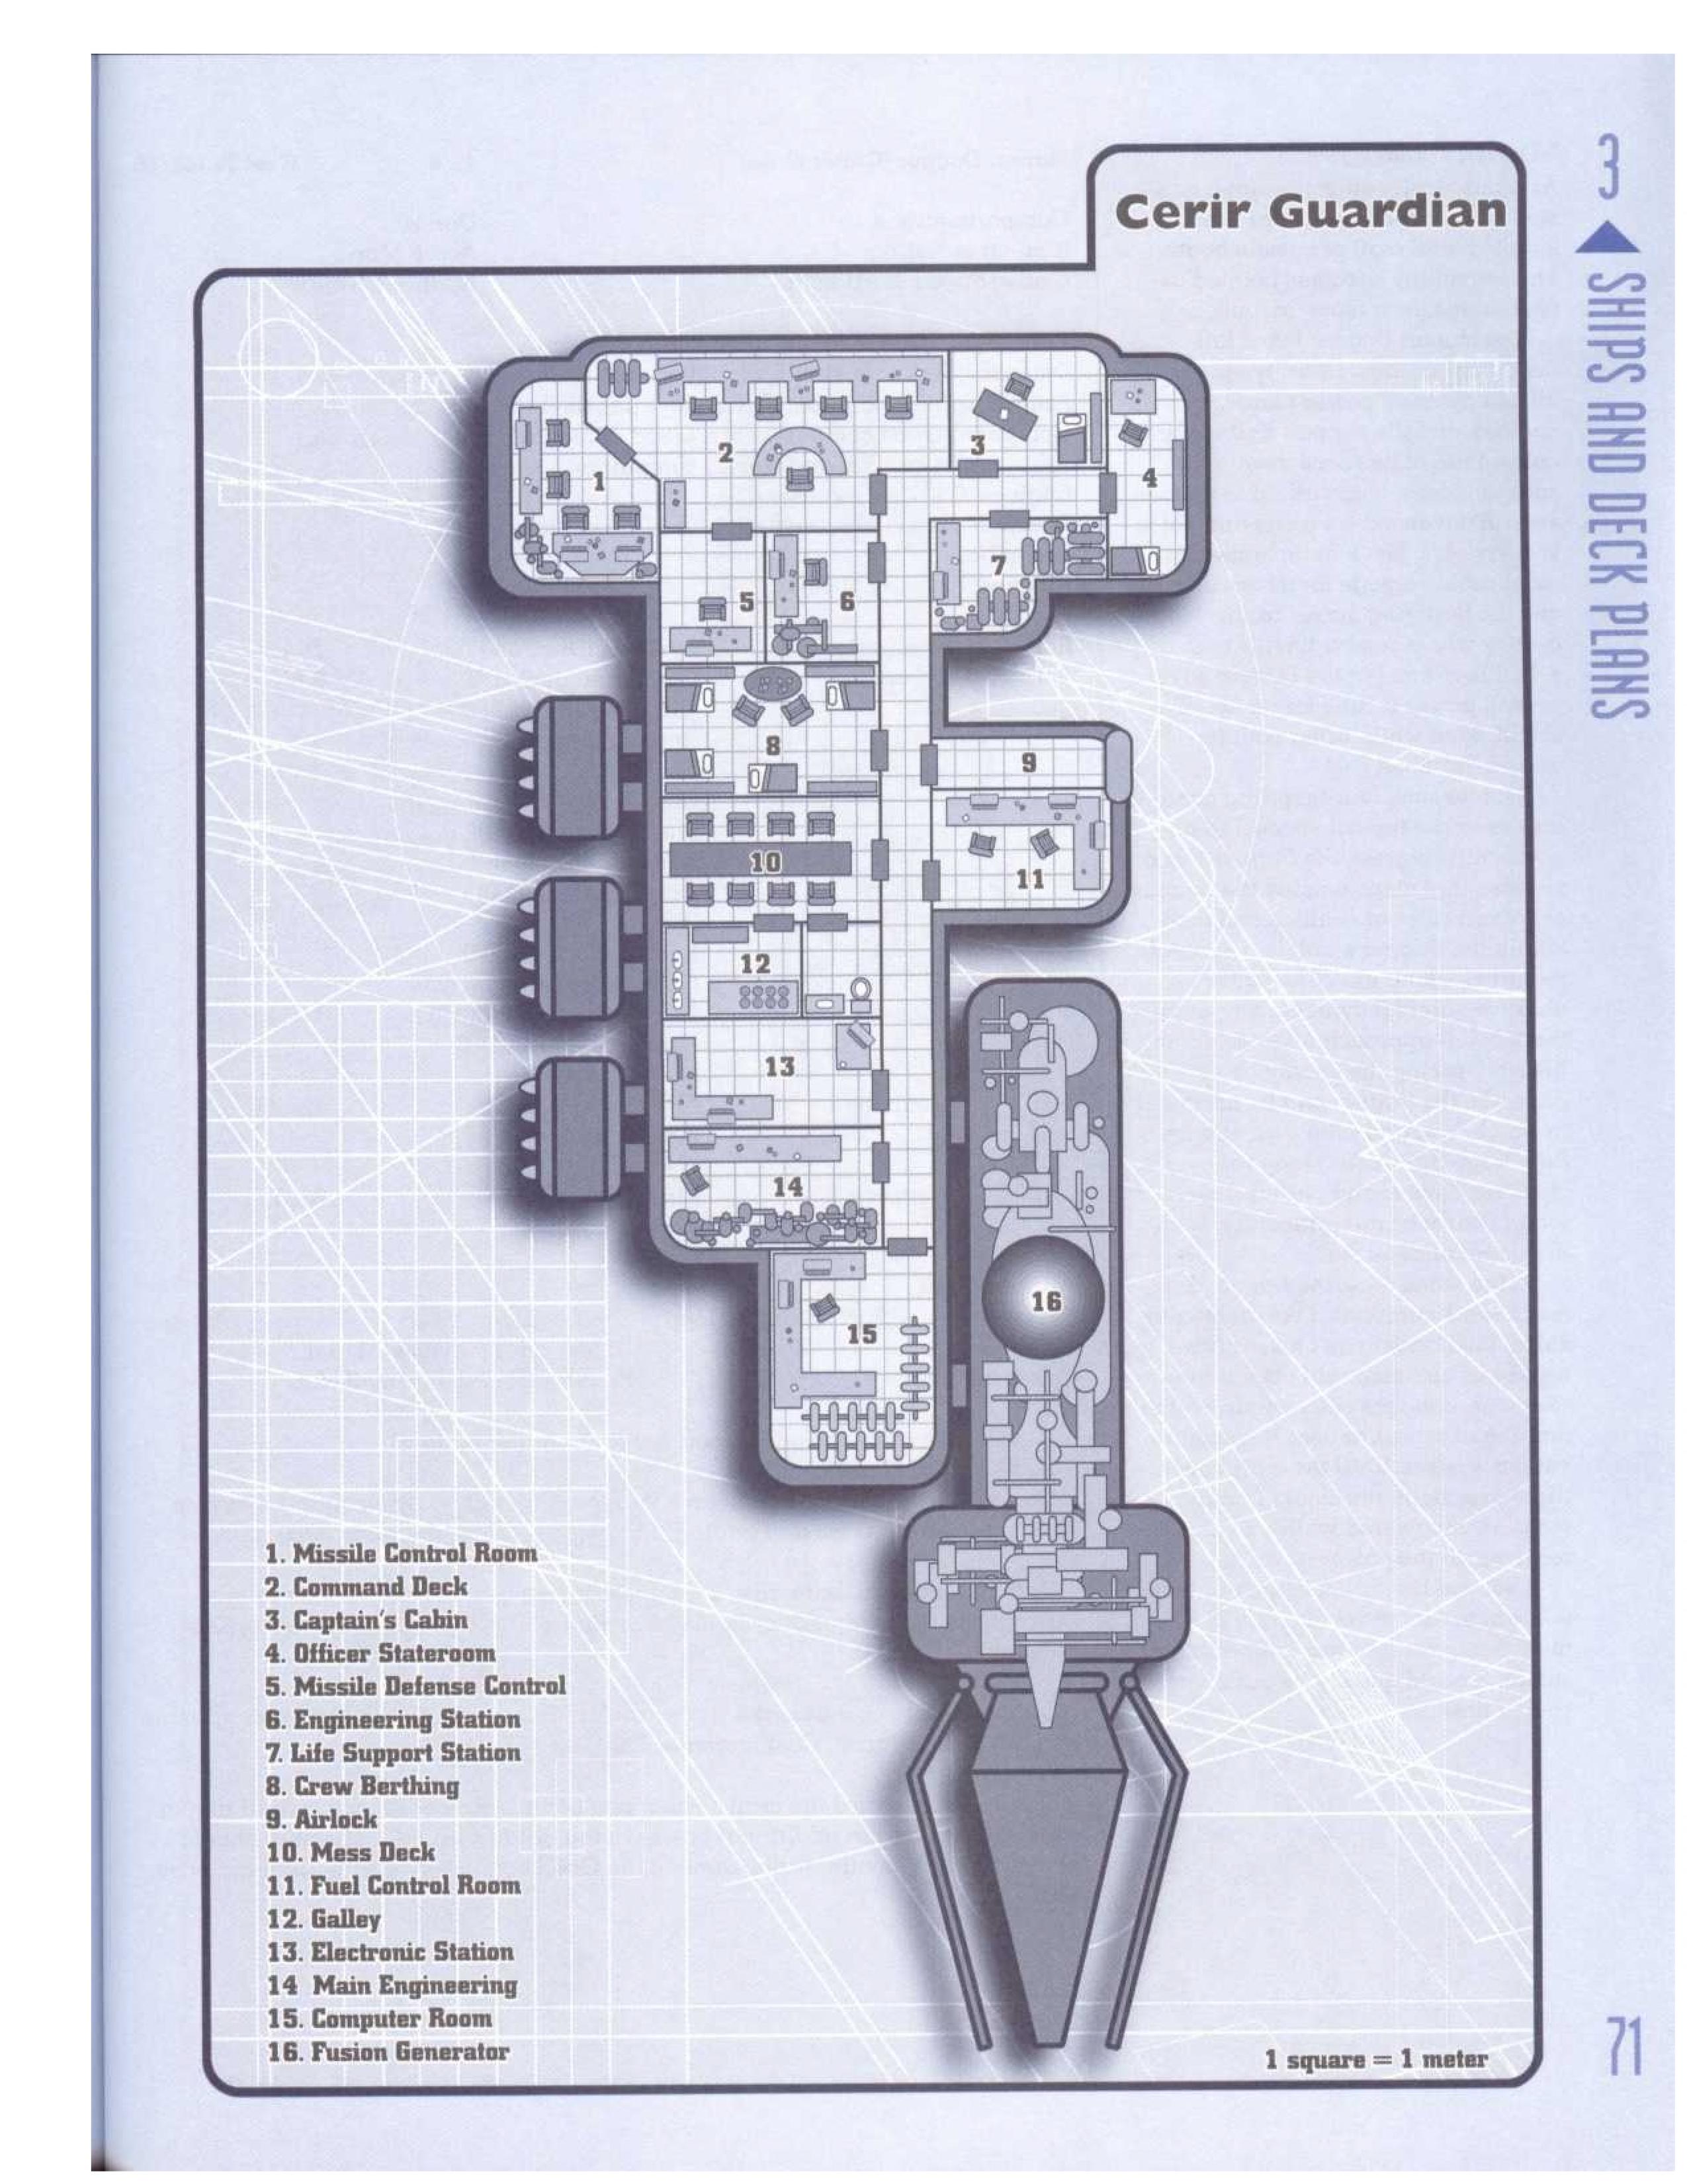 Cerir Guardian
3
SHIPS AND DECK PLANS
1
2
3
4
5
6
7
8
9
10
11
12
13
14
15
16
1. Missile Control Room
2. Command Deck
3. Captain's Cabin
4. Officer Stateroom
5. Missile Defense Control
6. Engineering Station
7. Life Support Station
8. Crew Berthing
9. Airlock
10. Mess Deck
11. Fuel Control Room
12. Galley
13. Electronic Station
14 Main Engineering
15. Computer Room
16. Fusion Generator
1 square = 1 meter
71